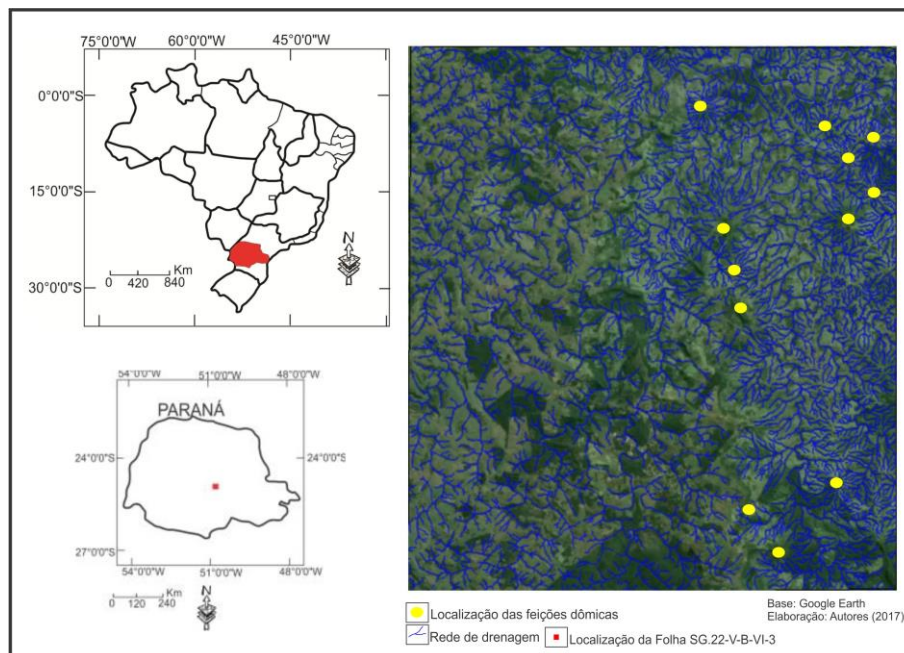 75°0'0"W 60°0'0"W 45°0'0"W
0°0'0"S
15°0'0"S
30°0'0"S
N
Km
0 420 840
54°0'0"W 51°0'0"W 48°0'0"W
PARANÁ
24°0'0"S 24°0'0"S
27°0'0"S
54°0'0"W 51°0'0"W 48°0'0"W
Km
0 120 240
N
Localização das feições dômicas
Rede de drenagem
Localização da Folha SG.22-V-B-VI-3
Base: Google Earth
Elaboração: Autores (2017)